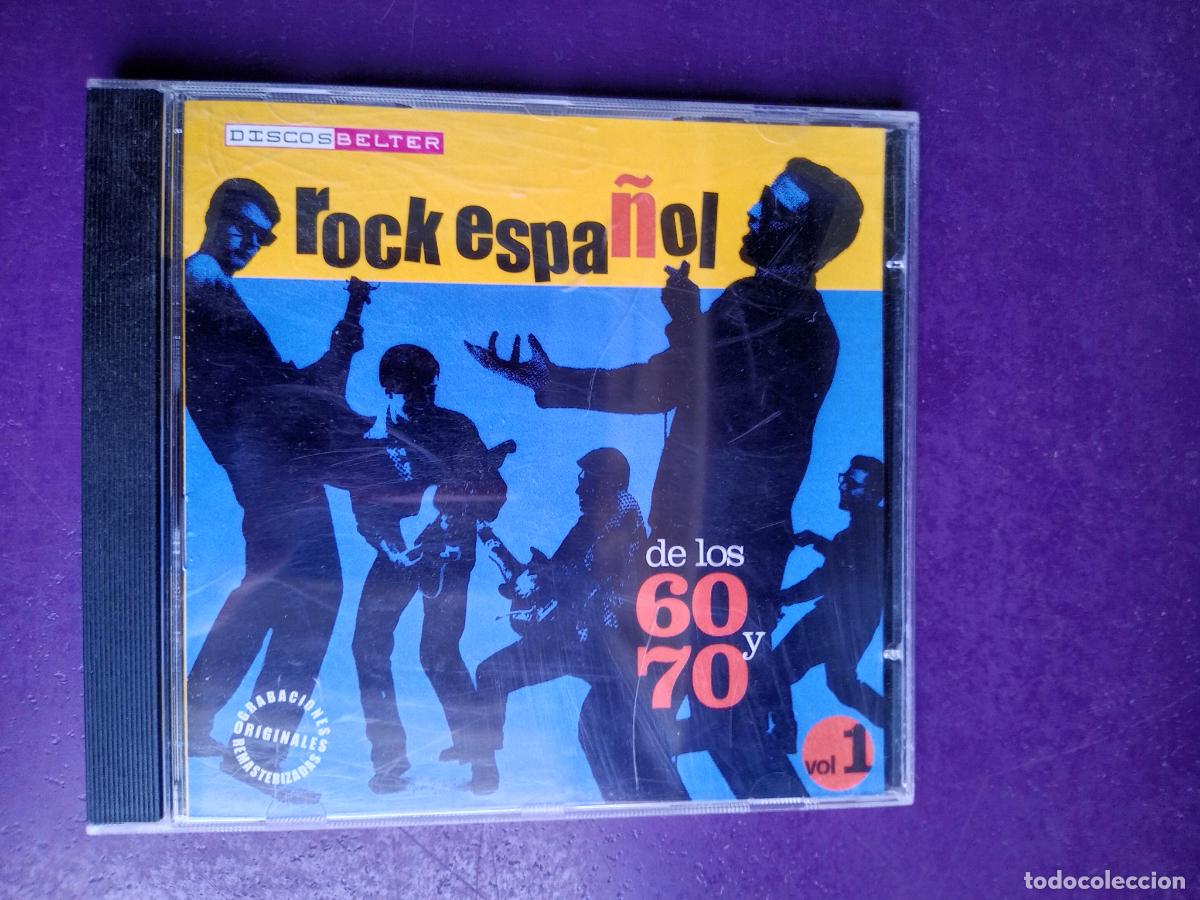 DISCOSBELTER
rock español
de los
60
y
70
GRABACIONES
ORIGINALES
REMASTERIZADAS
vol 1
todocoleccion